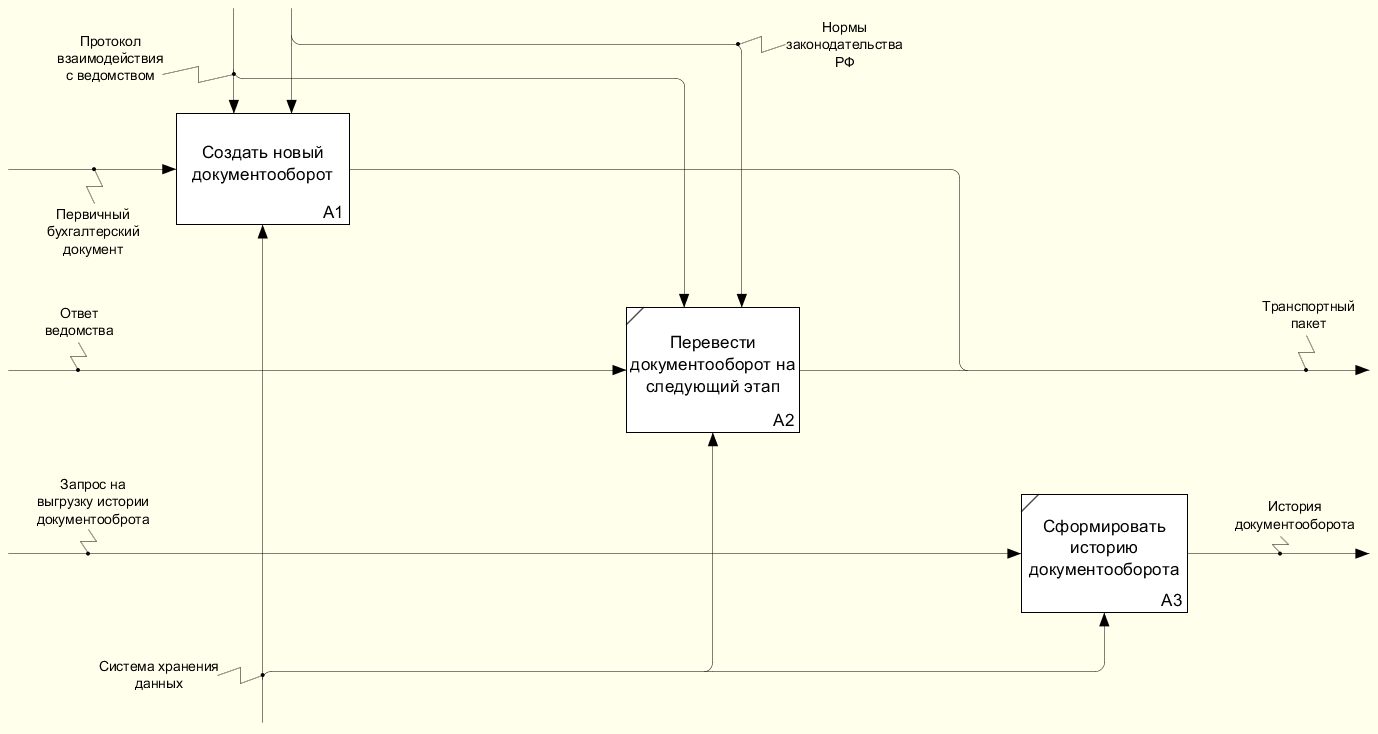 Протокол
взаимодействия
с ведомством
Нормы
законодательства
РФ
Создать новый
документооборот
A1
Первичный
бухгалтерский
документ
Ответ
ведомства
Перевести
документооборот на
следующий этап
A2
Транспортный
пакет
Запрос на
выгрузку истории
документооброта
Сформировать
историю
документооборота
A3
История
документооборота
Система хранения
данных